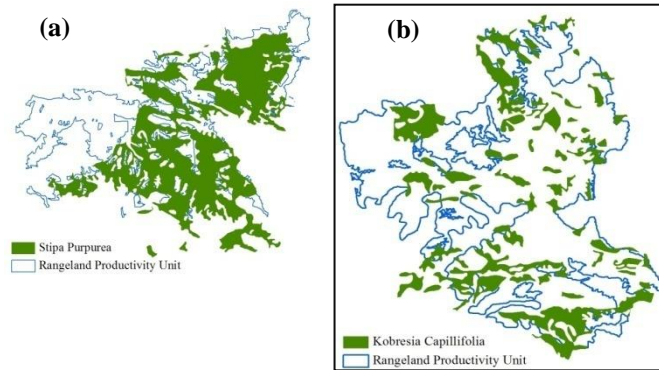 (a)
Stipa Purpurea
Rangeland Productivity Unit
(b)
Kobresia Capillifolia
Rangeland Productivity Unit